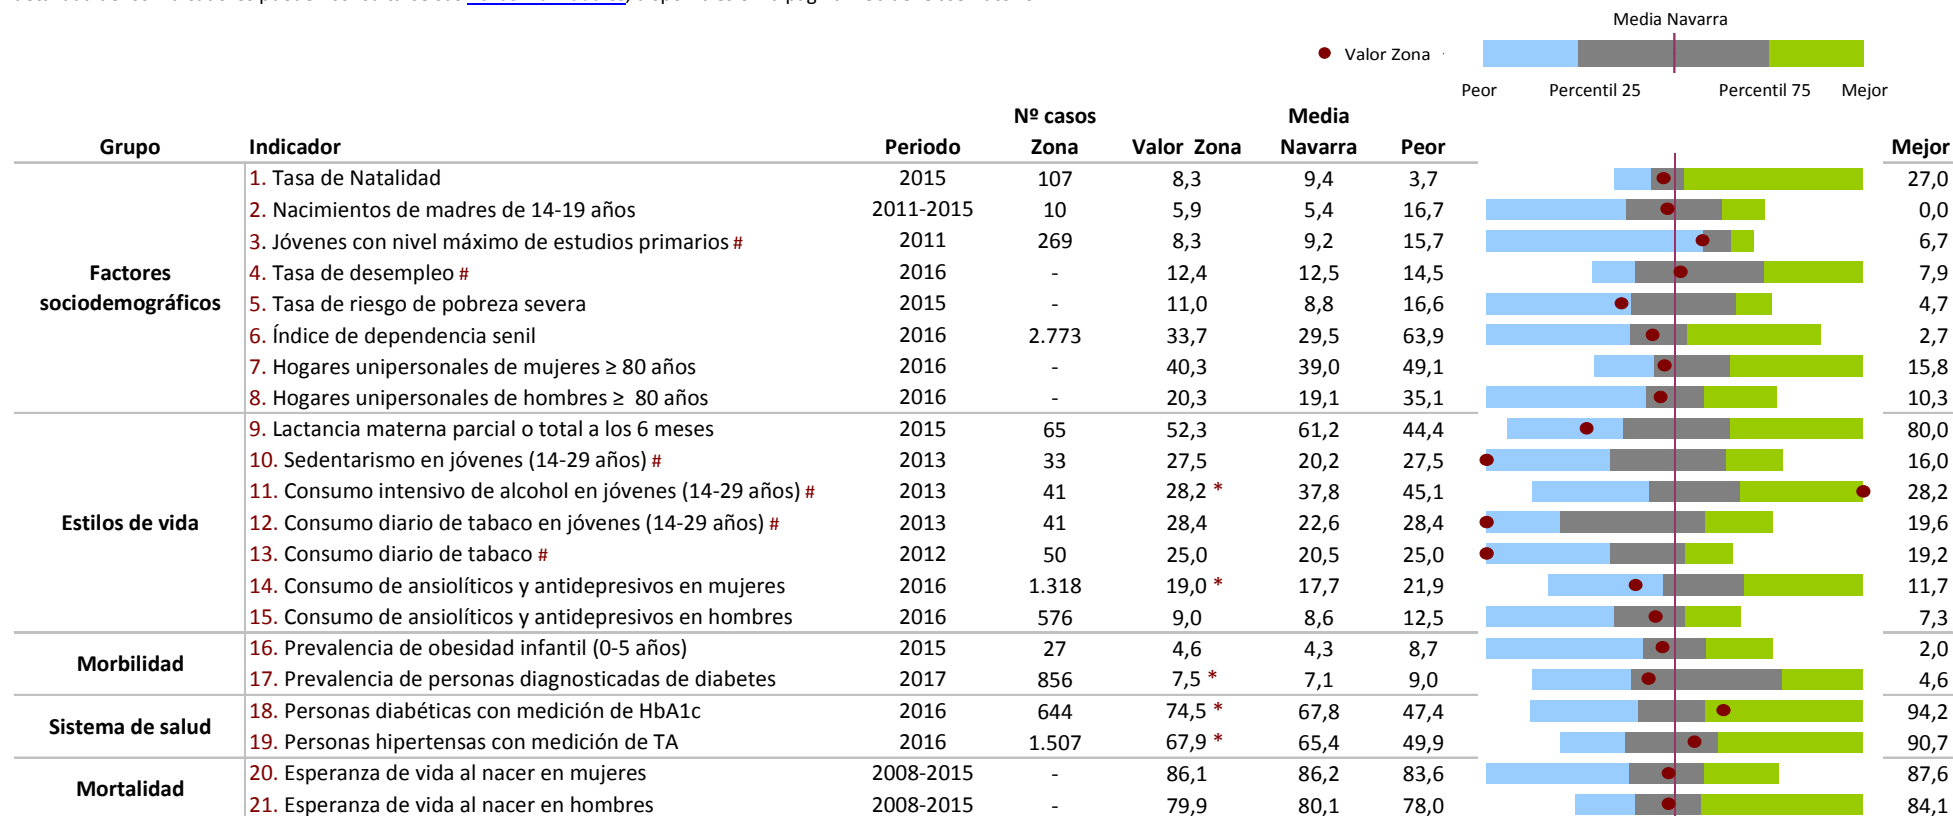 Media Navarra
Valor Zona
Peor Percentil 25 Percentil 75 Mejor
Nº casos Media
Grupo Indicador Periodo Zona Valor Zona Navarra Peor Mejor
1. Tasa de Natalidad 2015 107 8,3 9,4 3,7 27,0
2. Nacimientos de madres de 14-19 años 2011-2015 10 5,9 5,4 16,7 0,0
3. Jóvenes con nivel máximo de estudios primarios # 2011 269 8,3 9,2 15,7 6,7
Factores 4. Tasa de desempleo # 2016 - 12,4 12,5 14,5 7,9
sociodemográficos 5. Tasa de riesgo de pobreza severa 2015 - 11,0 8,8 16,6 4,7
6. Índice de dependencia senil 2016 2.773 33,7 29,5 63,9 2,7
7. Hogares unipersonales de mujeres ≥ 80 años 2016 - 40,3 39,0 49,1 15,8
8. Hogares unipersonales de hombres ≥ 80 años 2016 - 20,3 19,1 35,1 10,3
9. Lactancia materna parcial o total a los 6 meses 2015 65 52,3 61,2 44,4 80,0
10. Sedentarismo en jóvenes (14-29 años) # 2013 33 27,5 20,2 27,5 16,0
11. Consumo intensivo de alcohol en jóvenes (14-29 años) # 2013 41 28,2 * 37,8 45,1 28,2
Estilos de vida 12. Consumo diario de tabaco en jóvenes (14-29 años) # 2013 41 28,4 22,6 28,4 19,6
13. Consumo diario de tabaco # 2012 50 25,0 20,5 25,0 19,2
14. Consumo de ansiolíticos y antidepresivos en mujeres 2016 1.318 19,0 * 17,7 21,9 11,7
15. Consumo de ansiolíticos y antidepresivos en hombres 2016 576 9,0 8,6 12,5 7,3
Morbilidad 16. Prevalencia de obesidad infantil (0-5 años) 2015 27 4,6 4,3 8,7 2,0
17. Prevalencia de personas diagnosticadas de diabetes 2017 856 7,5 * 7,1 9,0 4,6
Sistema de salud 18. Personas diabéticas con medición de HbA1c 2016 644 74,5 * 67,8 47,4 94,2
19. Personas hipertensas con medición de TA 2016 1.507 67,9 * 65,4 49,9 90,7
Mortalidad 20. Esperanza de vida al nacer en mujeres 2008-2015 - 86,1 86,2 83,6 87,6
21. Esperanza de vida al nacer en hombres 2008-2015 - 79,9 80,1 78,0 84,1